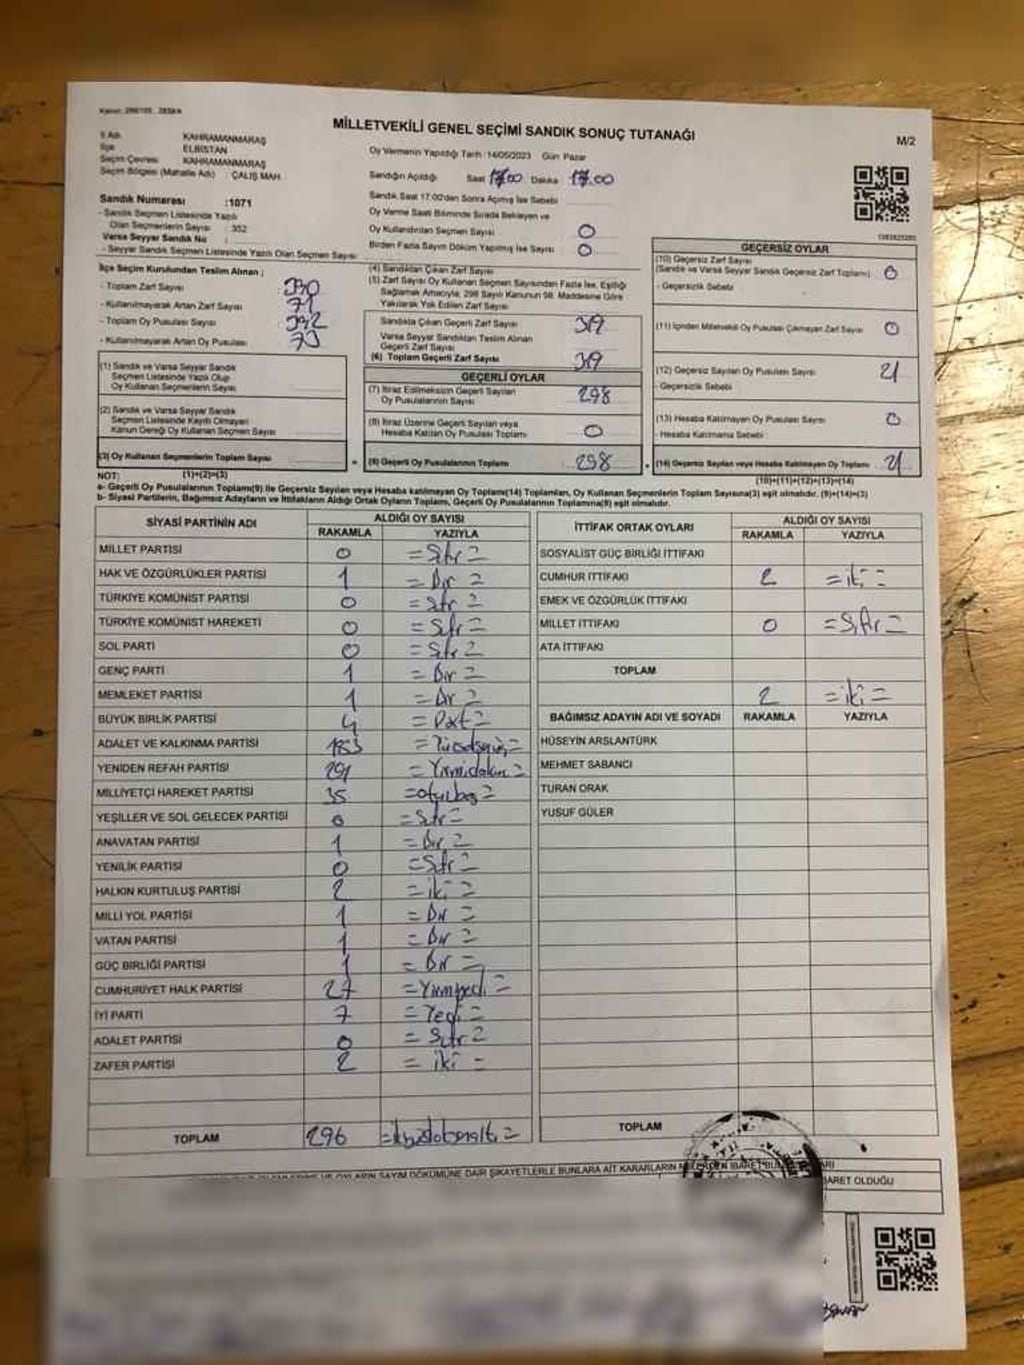 MİLLETVEKİLİ GENEL SEÇİMİ SANDIK SONUÇ TUTANAĞI
M/2
İl Adı KAHRAMANMARAŞ
İlçe ELBİSTAN
Seçim Çevresi KAHRAMANMARAŞ
Seçim Bölgesi (Mahalle Adı) : ÇALIŞ MAH.
Sandık Numarası :1071
- Sandık Seçmen Listesinde Yazılı
Olan Seçmenlerin Sayısı : 352
Varsa Seyyar Sandık No :
- Seyyar Sandık Seçmen Listesinde Yazılı Olan Seçmen Sayısı
Oy Vermenin Yapıldığı Tarih : 14/05/2023 Gün Pazar
Sandığın Açıldığı Saat 17:00 Dakika 17.00
Sandık Saat 17.00'den Sonra Açılmış İse Sebebi
Oy Verme Saati Bitiminde Sırada Bekleyen ve
Oy Kullandırılan Seçmen Sayısı 0
Birden Fazla Sayım Döküm Yapılmış İse Sayısı 0
İlçe Seçim Kurulundan Teslim Alınan ;
- Toplam Zarf Sayısı : 390
- Kullanılmayarak Artan Zarf Sayısı : 71
- Toplam Oy Pusulası Sayısı : 392
- Kullanılmayarak Artan Oy Pusulası : 73
(1) Sandık ve Varsa Seyyar Sandık
Seçmen Listesinde Yazılı Olup
Oy Kullanan Seçmenlerin Sayısı
(2) Sandık ve Varsa Seyyar Sandık
Seçmen Listesinde Kayıtlı Olmayan
Kanun Gereği Oy Kullanan Seçmen Sayısı
(3) Oy Kullanan Seçmenlerin Toplam Sayısı
(4) Sandıktan Çıkan Zarf Sayısı
(5) Zarf Sayısı Oy Kullanan Seçmen Sayısından Fazla İse, Eşitliği
Sağlamak Amacıyla, 298 Sayılı Kanunun 98. Maddesine Göre
Yakılarak Yok Edilen Zarf Sayısı
Sandıkta Çıkan Geçerli Zarf Sayısı 319
Varsa Seyyar Sandıktan Teslim Alınan
Geçerli Zarf Sayısı
(6) Toplam Geçerli Zarf Sayısı 319
GEÇERLİ OYLAR
(7) İtiraz Edilmeksizin Geçerli Sayılan
Oy Pusulalarının Sayısı 298
(8) İtiraz Üzerine Geçerli Sayılan veya
Hesaba Katılan Oy Pusulası Toplamı 0
(9) Geçerli Oy Pusulalarının Toplamı 298
GEÇERSİZ OYLAR
(10) Geçersiz Zarf Sayısı
(Sandık ve Varsa Seyyar Sandık Geçersiz Zarf Toplamı) 0
- Geçersizlik Sebebi
(11) İçinden Milletvekili Oy Pusulası Çıkmayan Zarf Sayısı 0
(12) Geçersiz Sayılan Oy Pusulası Sayısı 21
- Geçersizlik Sebebi
(13) Hesaba Katılmayan Oy Pusulası Sayısı 0
- Hesaba Katılmama Sebebi
(14) Geçersiz Sayılan veya Hesaba Katılmayan Oy Toplamı 21
NOT: (1)+(2)=(3) (10)+(11)+(12)+(13)=(14)
a- Geçerli Oy Pusulalarının Toplamı(9) ile Geçersiz Sayılan veya Hesaba katılmayan Oy Toplamı(14) Toplamları, Oy Kullanan Seçmenlerin Toplam Sayısına(3) eşit olmalıdır. (9)+(14)=(3)
b- Siyasi Partilerin, Bağımsız Adayların ve İttifakların Aldığı Ortak Oyların Toplamı, Geçerli Oy Pusulalarının Toplamına(9) eşit olmalıdır.
SİYASİ PARTİNİN ADI ALDIĞI OY SAYISI
RAKAMLA YAZIYLA
MİLLET PARTİSİ 0 = Sıfır =
HAK VE ÖZGÜRLÜKLER PARTİSİ 1 = Bir =
TÜRKİYE KOMÜNİST PARTİSİ 0 = Sıfır =
TÜRKİYE KOMÜNİST HAREKETİ 0 = Sıfır =
SOL PARTİ 0 = Sıfır =
GENÇ PARTİ 1 = Bir =
MEMLEKET PARTİSİ 1 = Bir =
BÜYÜK BİRLİK PARTİSİ 4 = Dört =
ADALET VE KALKINMA PARTİSİ 183
YENİDEN REFAH PARTİSİ 29
MİLLİYETÇİ HAREKET PARTİSİ 35 = otuzbeş =
YEŞİLLER VE SOL GELECEK PARTİSİ 0 = Sıfır =
ANAVATAN PARTİSİ 1 = Bir =
YENİLİK PARTİSİ 0 = Sıfır =
HALKIN KURTULUŞ PARTİSİ 2 = iki =
MİLLİ YOL PARTİSİ 1 = Bir =
VATAN PARTİSİ 1 = Bir =
GÜÇ BİRLİĞİ PARTİSİ 1 = Bir =
CUMHURİYET HALK PARTİSİ 27 = Yirmiyedi =
İYİ PARTİ 7 = Yedi =
ADALET PARTİSİ 0 = Sıfır =
ZAFER PARTİSİ 2 = iki =
TOPLAM 296 = ikiyüzdoksanaltı =
İTTİFAK ORTAK OYLARI ALDIĞI OY SAYISI
RAKAMLA YAZIYLA
SOSYALİST GÜÇ BİRLİĞİ İTTİFAKI
CUMHUR İTTİFAKI 2 = iki =
EMEK VE ÖZGÜRLÜK İTTİFAKI
MİLLET İTTİFAKI 0 = Sıfır =
ATA İTTİFAKI
TOPLAM 2 = iki =
BAĞIMSIZ ADAYIN ADI VE SOYADI RAKAMLA YAZIYLA
HÜSEYİN ARSLANTÜRK
MEHMET SABANCI
TURAN ORAK
YUSUF GÜLER
TOPLAM
OYLARIN SAYIM DÖKÜMÜNE DAİR ŞİKAYETLERLE BUNLARA AİT KARARLARIN
OLDUĞU